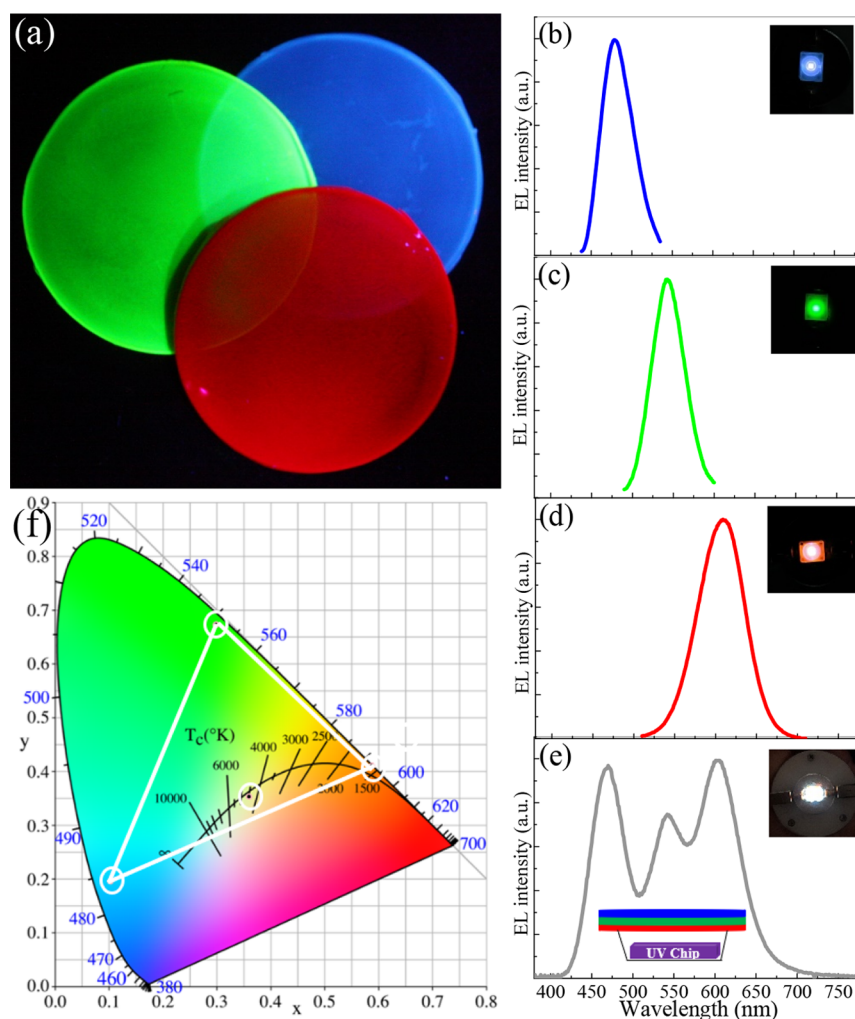 (a)
(b)
EL intensity (a.u.)
(c)
EL intensity (a.u.)
(d)
EL intensity (a.u.)
(e)
EL intensity (a.u.)
UV Chip
400 450 500 550 600 650 700 750
Wavelength (nm)
(f)
0.9
0.8
0.7
0.6
0.5
y
0.4
0.3
0.2
0.1
0.0
0.0 0.1 0.2 0.3 0.4 0.5 0.6 0.7 0.8
x
520
540
560
580
600
620
700
500
490
480
470
460
380
Tc(°K)
∞
10000
6000
4000
3000
2500
2000
1500